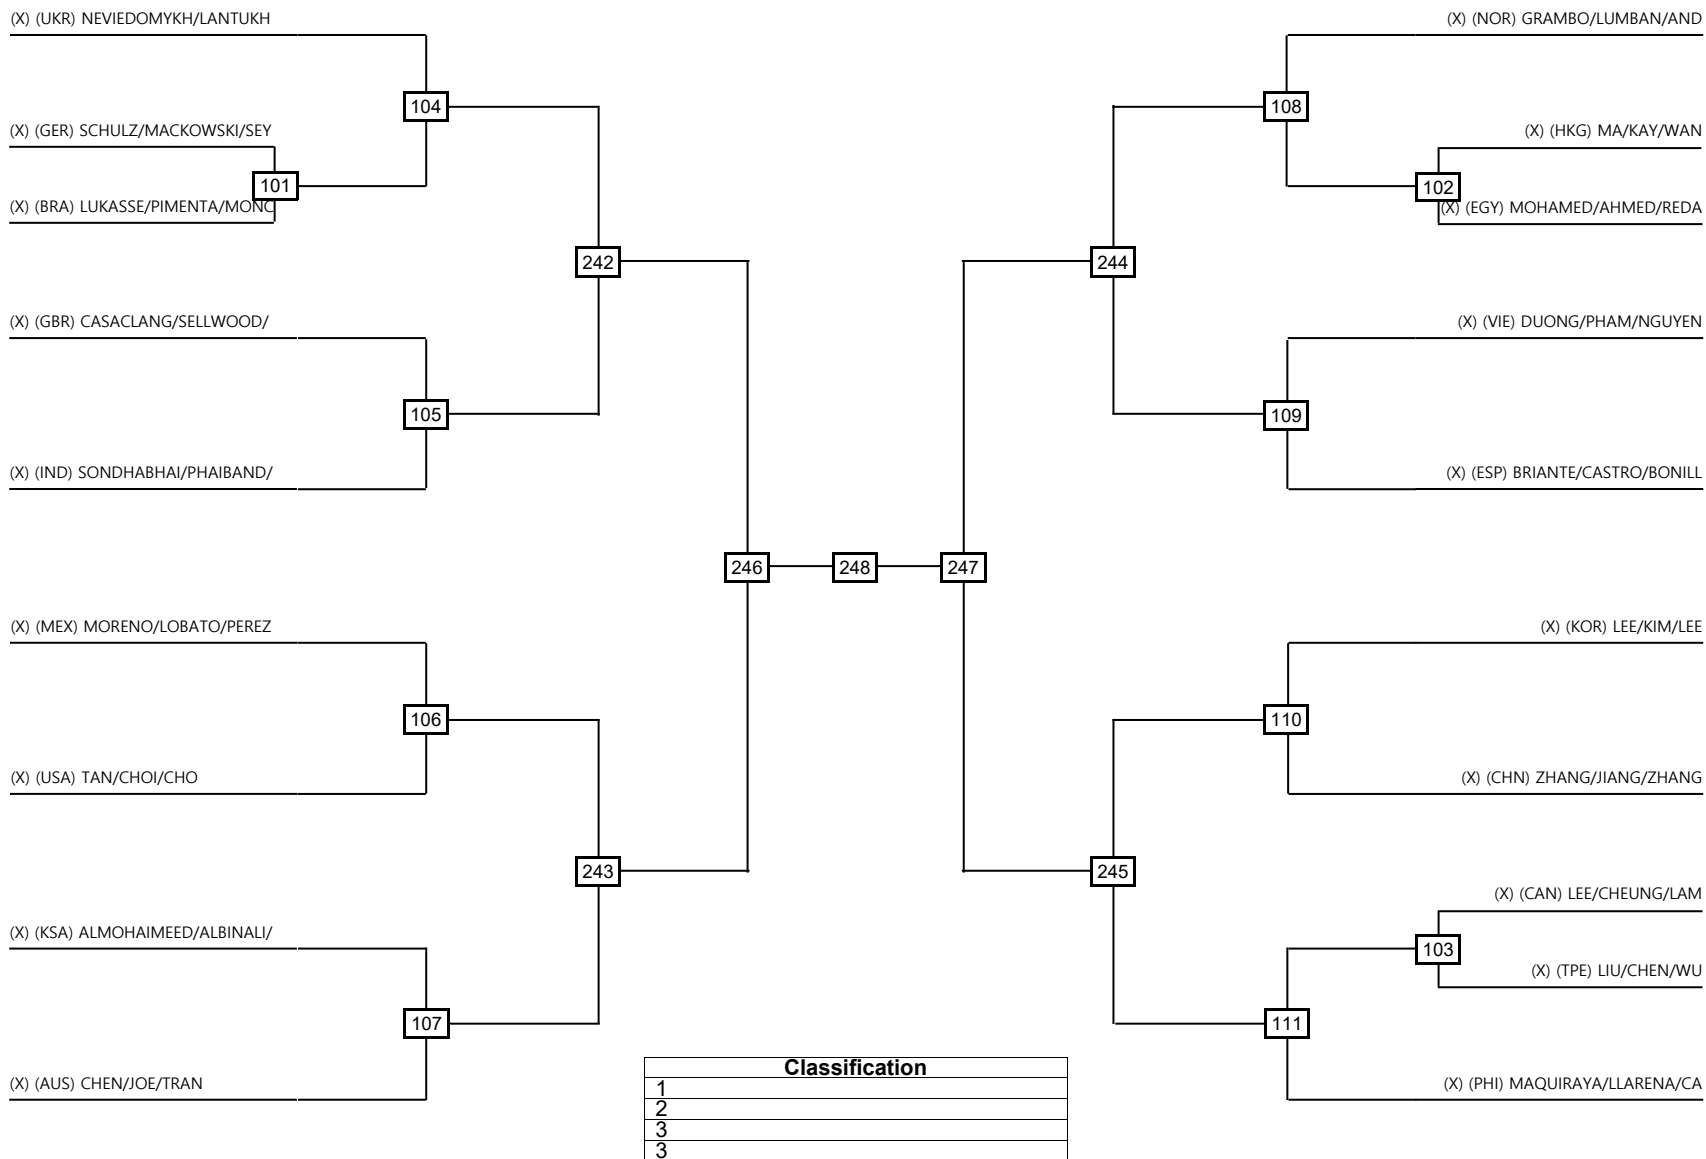 (X) (UKR) NEVIEDOMYKH/LANTUKH
(X) (NOR) GRAMBO/LUMBAN/AND
104
108
(X) (GER) SCHULZ/MACKOWSKI/SEY
(X) (HKG) MA/KAY/WAN
101
102
(X) (BRA) LUKASSE/PIMENTA/MONC
(X) (EGY) MOHAMED/AHMED/REDA
242
244
(X) (GBR) CASACLANG/SELLWOOD/
(X) (VIE) DUONG/PHAM/NGUYEN
105
109
(X) (IND) SONDHABHAI/PHAIBAND/
(X) (ESP) BRIANTE/CASTRO/BONILL
246
248
247
(X) (MEX) MORENO/LOBATO/PEREZ
(X) (KOR) LEE/KIM/LEE
106
110
(X) (USA) TAN/CHOI/CHO
(X) (CHN) ZHANG/JIANG/ZHANG
243
245
(X) (CAN) LEE/CHEUNG/LAM
(X) (KSA) ALMOHAIMEED/ALBINALI/
103
(X) (TPE) LIU/CHEN/WU
107
111
(X) (AUS) CHEN/JOE/TRAN
(X) (PHI) MAQUIRAYA/LLARENA/CA
Classification
1
2
3
3